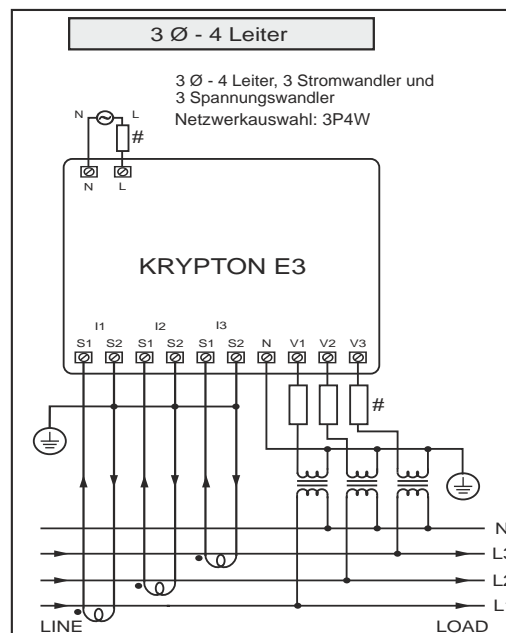 3 Ø - 4 Leiter
3 Ø - 4 Leiter, 3 Stromwandler und
3 Spannungswandler
Netzwerkauswahl: 3P4W
N L
#
N L
KRYPTON E3
I1 I2 I3
S1 S2 S1 S2 S1 S2 N V1 V2 V3
#
N
L3
L2
L1
LINE LOAD